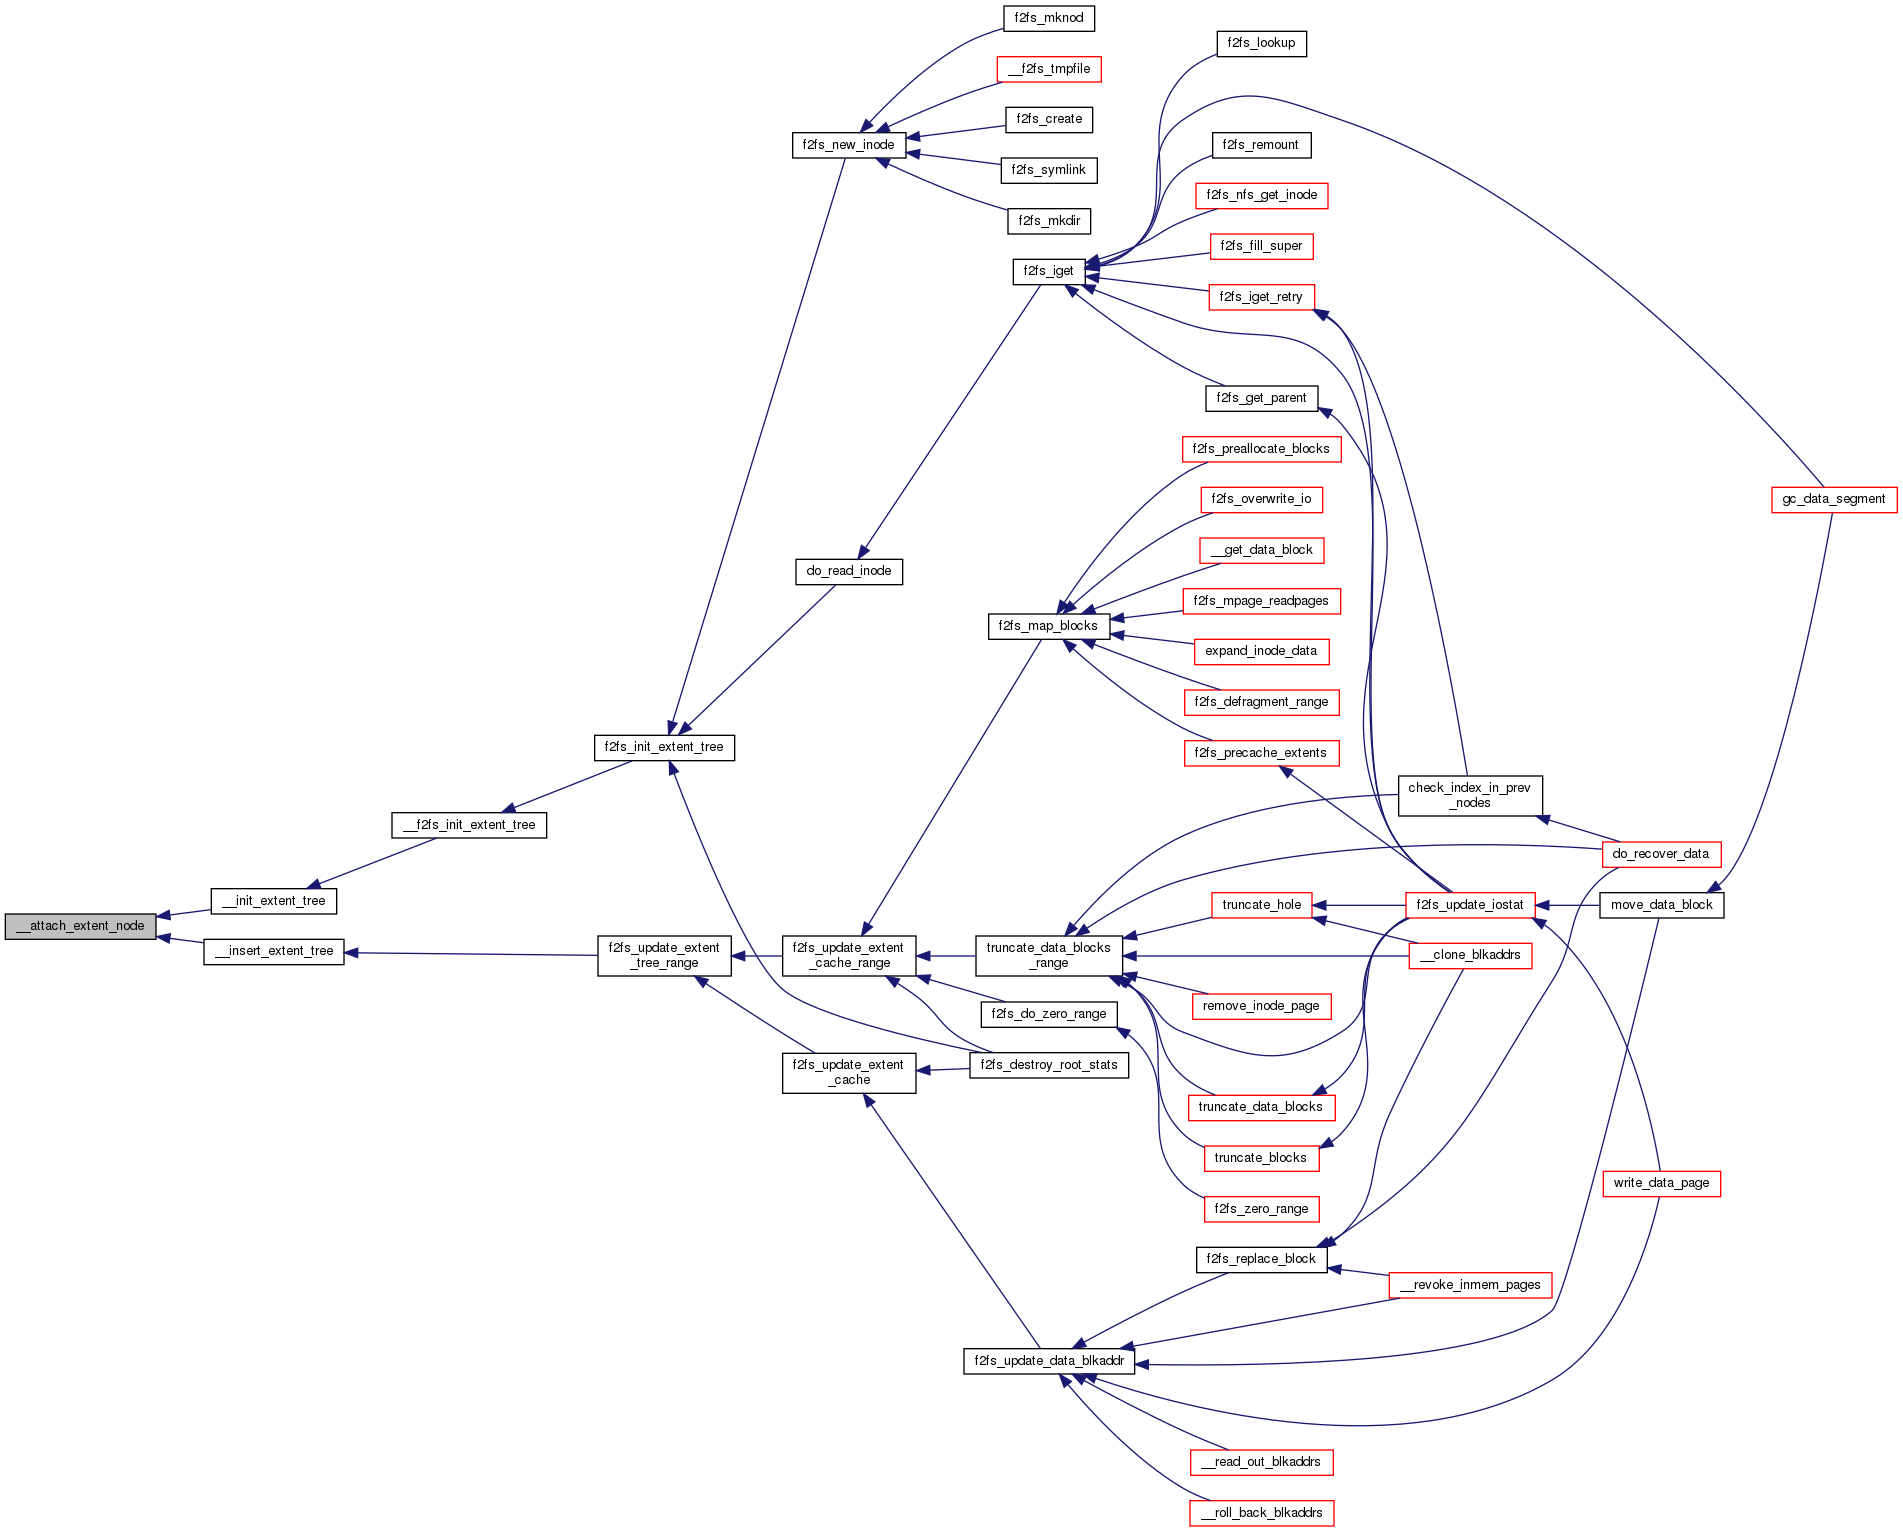 f2fs_mknod
__f2fs_tmpfile
f2fs_create
f2fs_new_inode
f2fs_symlink
f2fs_mkdir
f2fs_lookup
f2fs_remount
f2fs_nfs_get_inode
f2fs_fill_super
f2fs_iget
f2fs_iget_retry
f2fs_get_parent
f2fs_preallocate_blocks
f2fs_overwrite_io
gc_data_segment
__get_data_block
do_read_inode
f2fs_mpage_readpages
f2fs_map_blocks
expand_inode_data
f2fs_defragment_range
f2fs_init_extent_tree
f2fs_precache_extents
check_index_in_prev
_nodes
__f2fs_init_extent_tree
do_recover_data
__init_extent_tree
truncate_hole
f2fs_update_iostat
move_data_block
__attach_extent_node
__insert_extent_tree
f2fs_update_extent
_tree_range
f2fs_update_extent
_cache_range
truncate_data_blocks
_range
__clone_blkaddrs
remove_inode_page
f2fs_do_zero_range
f2fs_update_extent
_cache
f2fs_destroy_root_stats
truncate_data_blocks
truncate_blocks
write_data_page
f2fs_zero_range
f2fs_replace_block
__revoke_inmem_pages
f2fs_update_data_blkaddr
__read_out_blkaddrs
__roll_back_blkaddrs